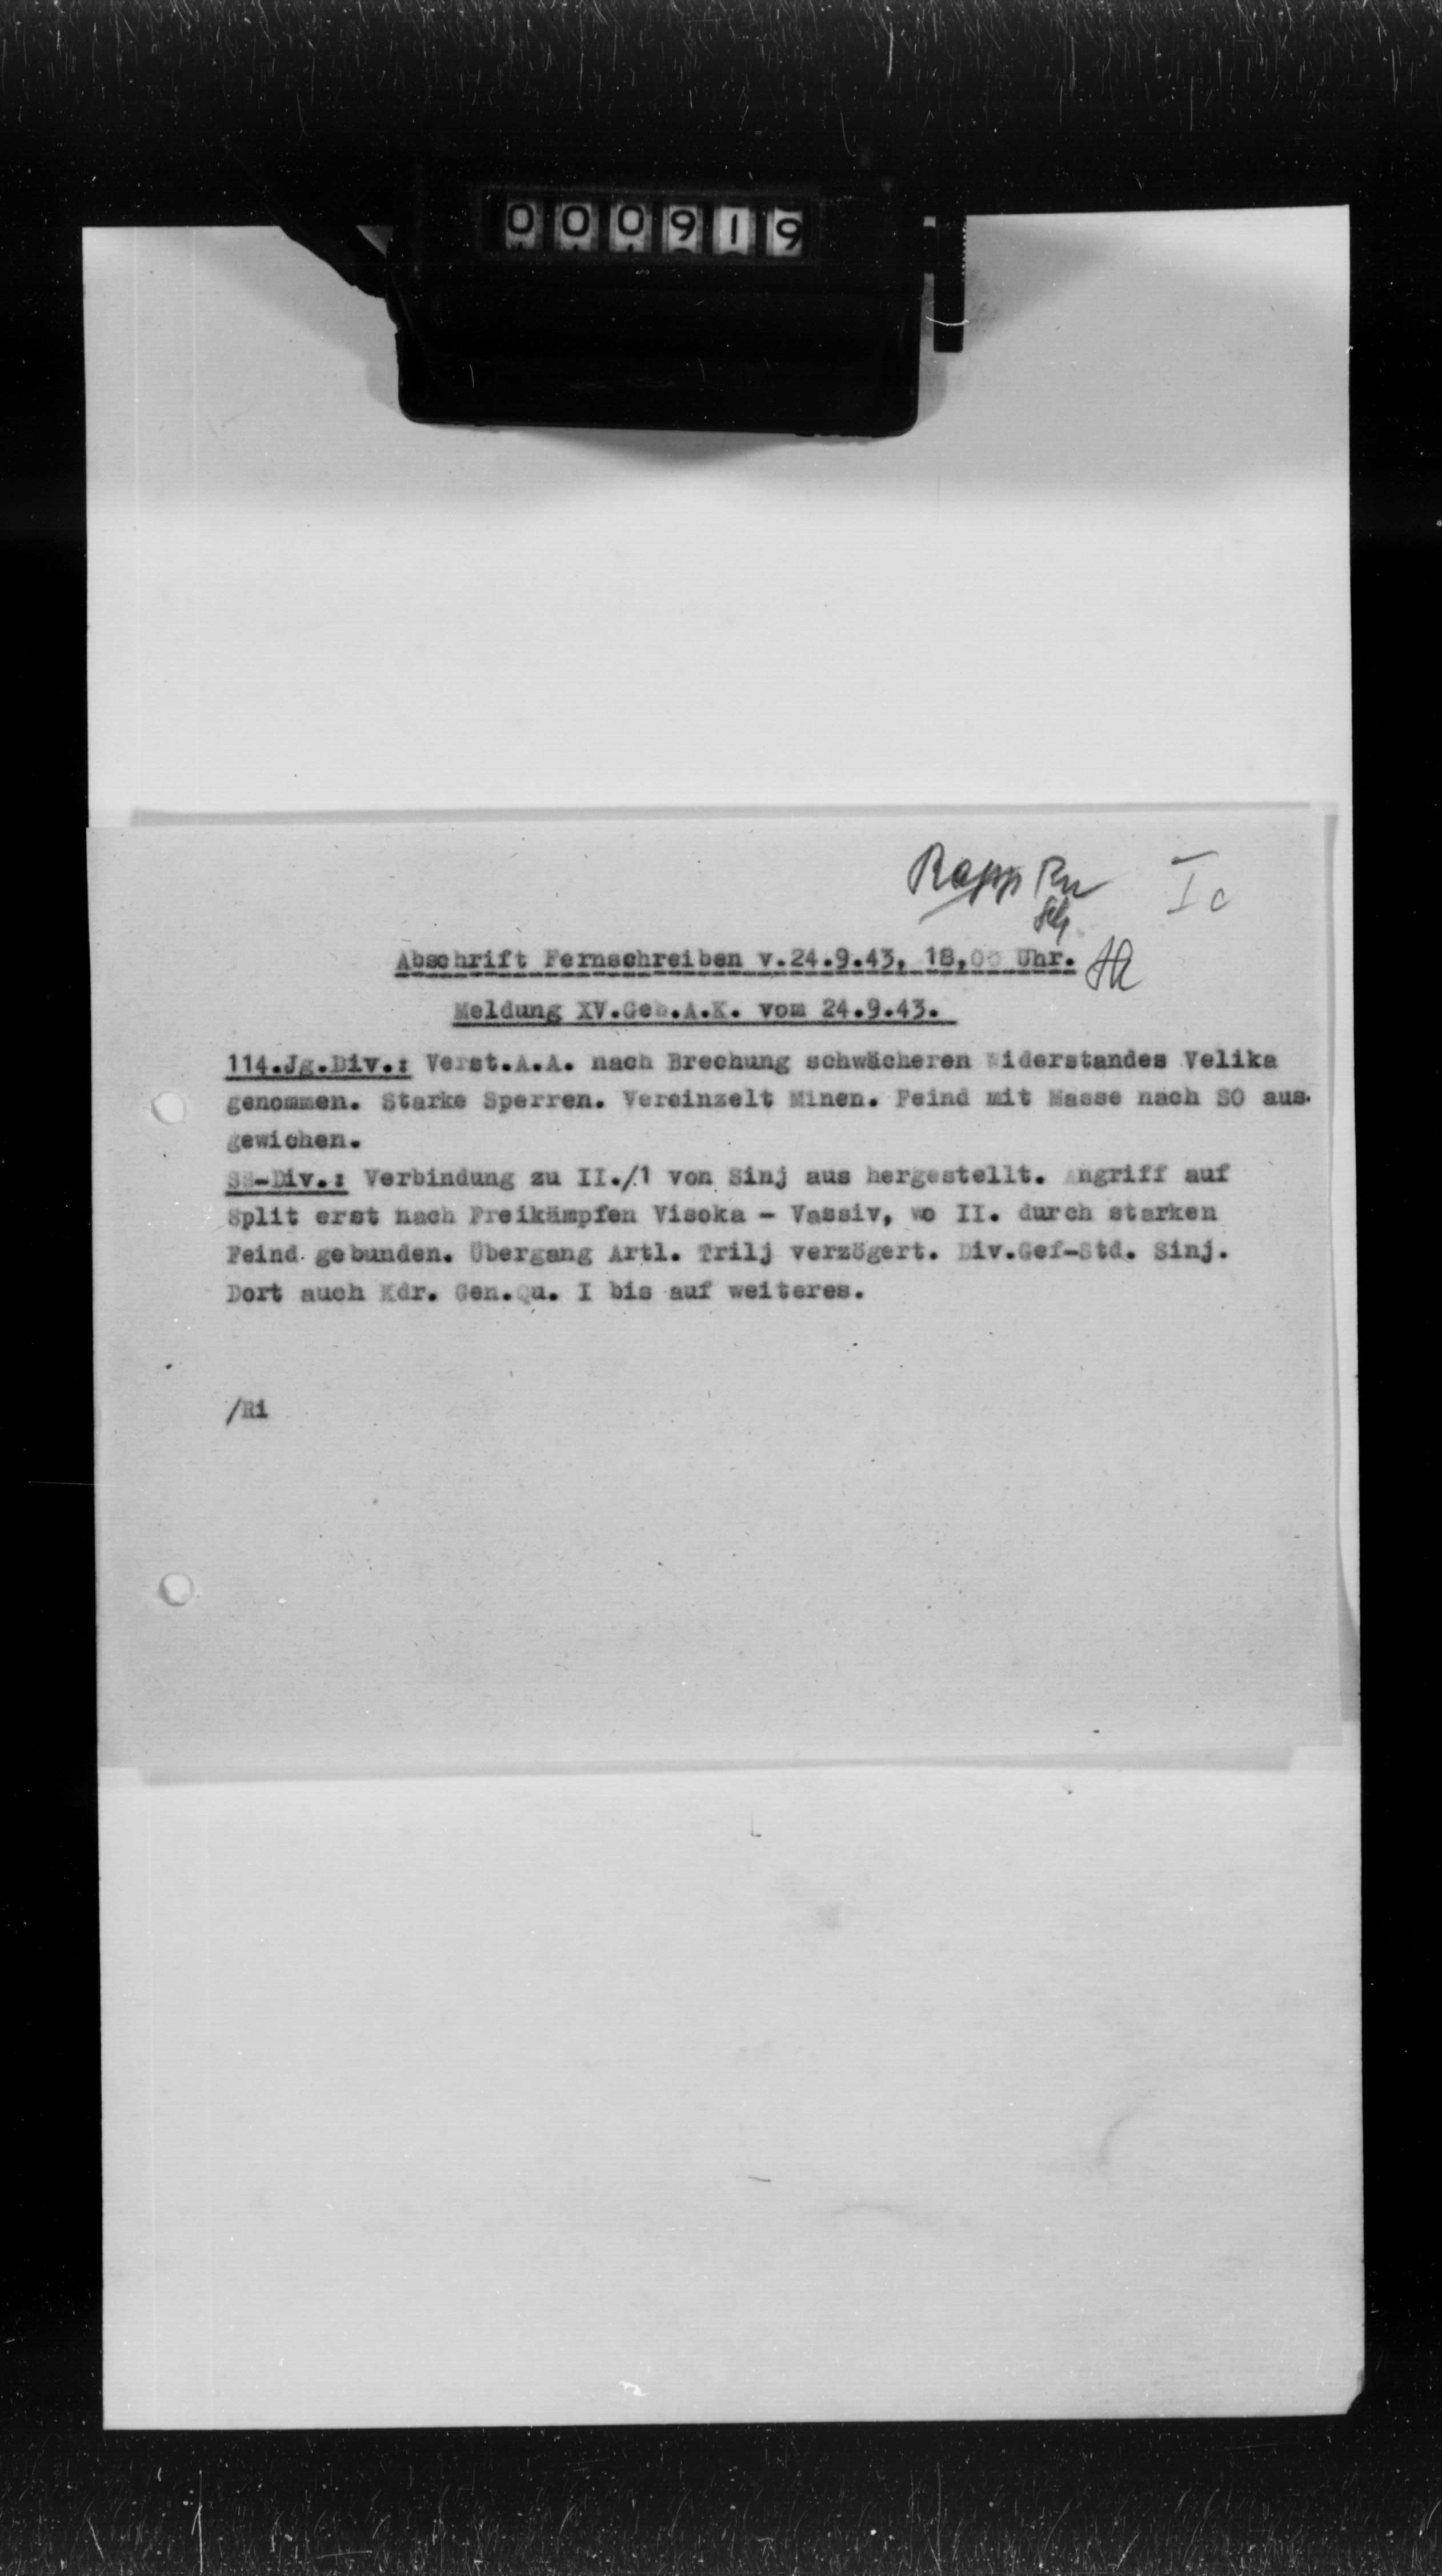 000919
Rapp Ru I c
Abschrift Fernschreiben v.24.9.43, 18,00 Uhr.
Meldung XV.Geb.A.K. vom 24.9.43.
114.Jg.Div.: Verst.A.A. nach Brechung schwächeren Widerstandes Velika
genommen. Starke Sperren. Vereinzelt Minen. Feind mit Masse nach SO aus-
gewichen.
SS-Div.: Verbindung zu II./1 von Sinj aus hergestellt. Angriff auf
Split erst nach Freikämpfen Visoka - Vassiv, wo II. durch starken
Feind gebunden. Übergang Artl. Trilj verzögert. Div.Gef-Std. Sinj.
Dort auch Kdr. Gen.Qu. I bis auf weiteres.
/Ri